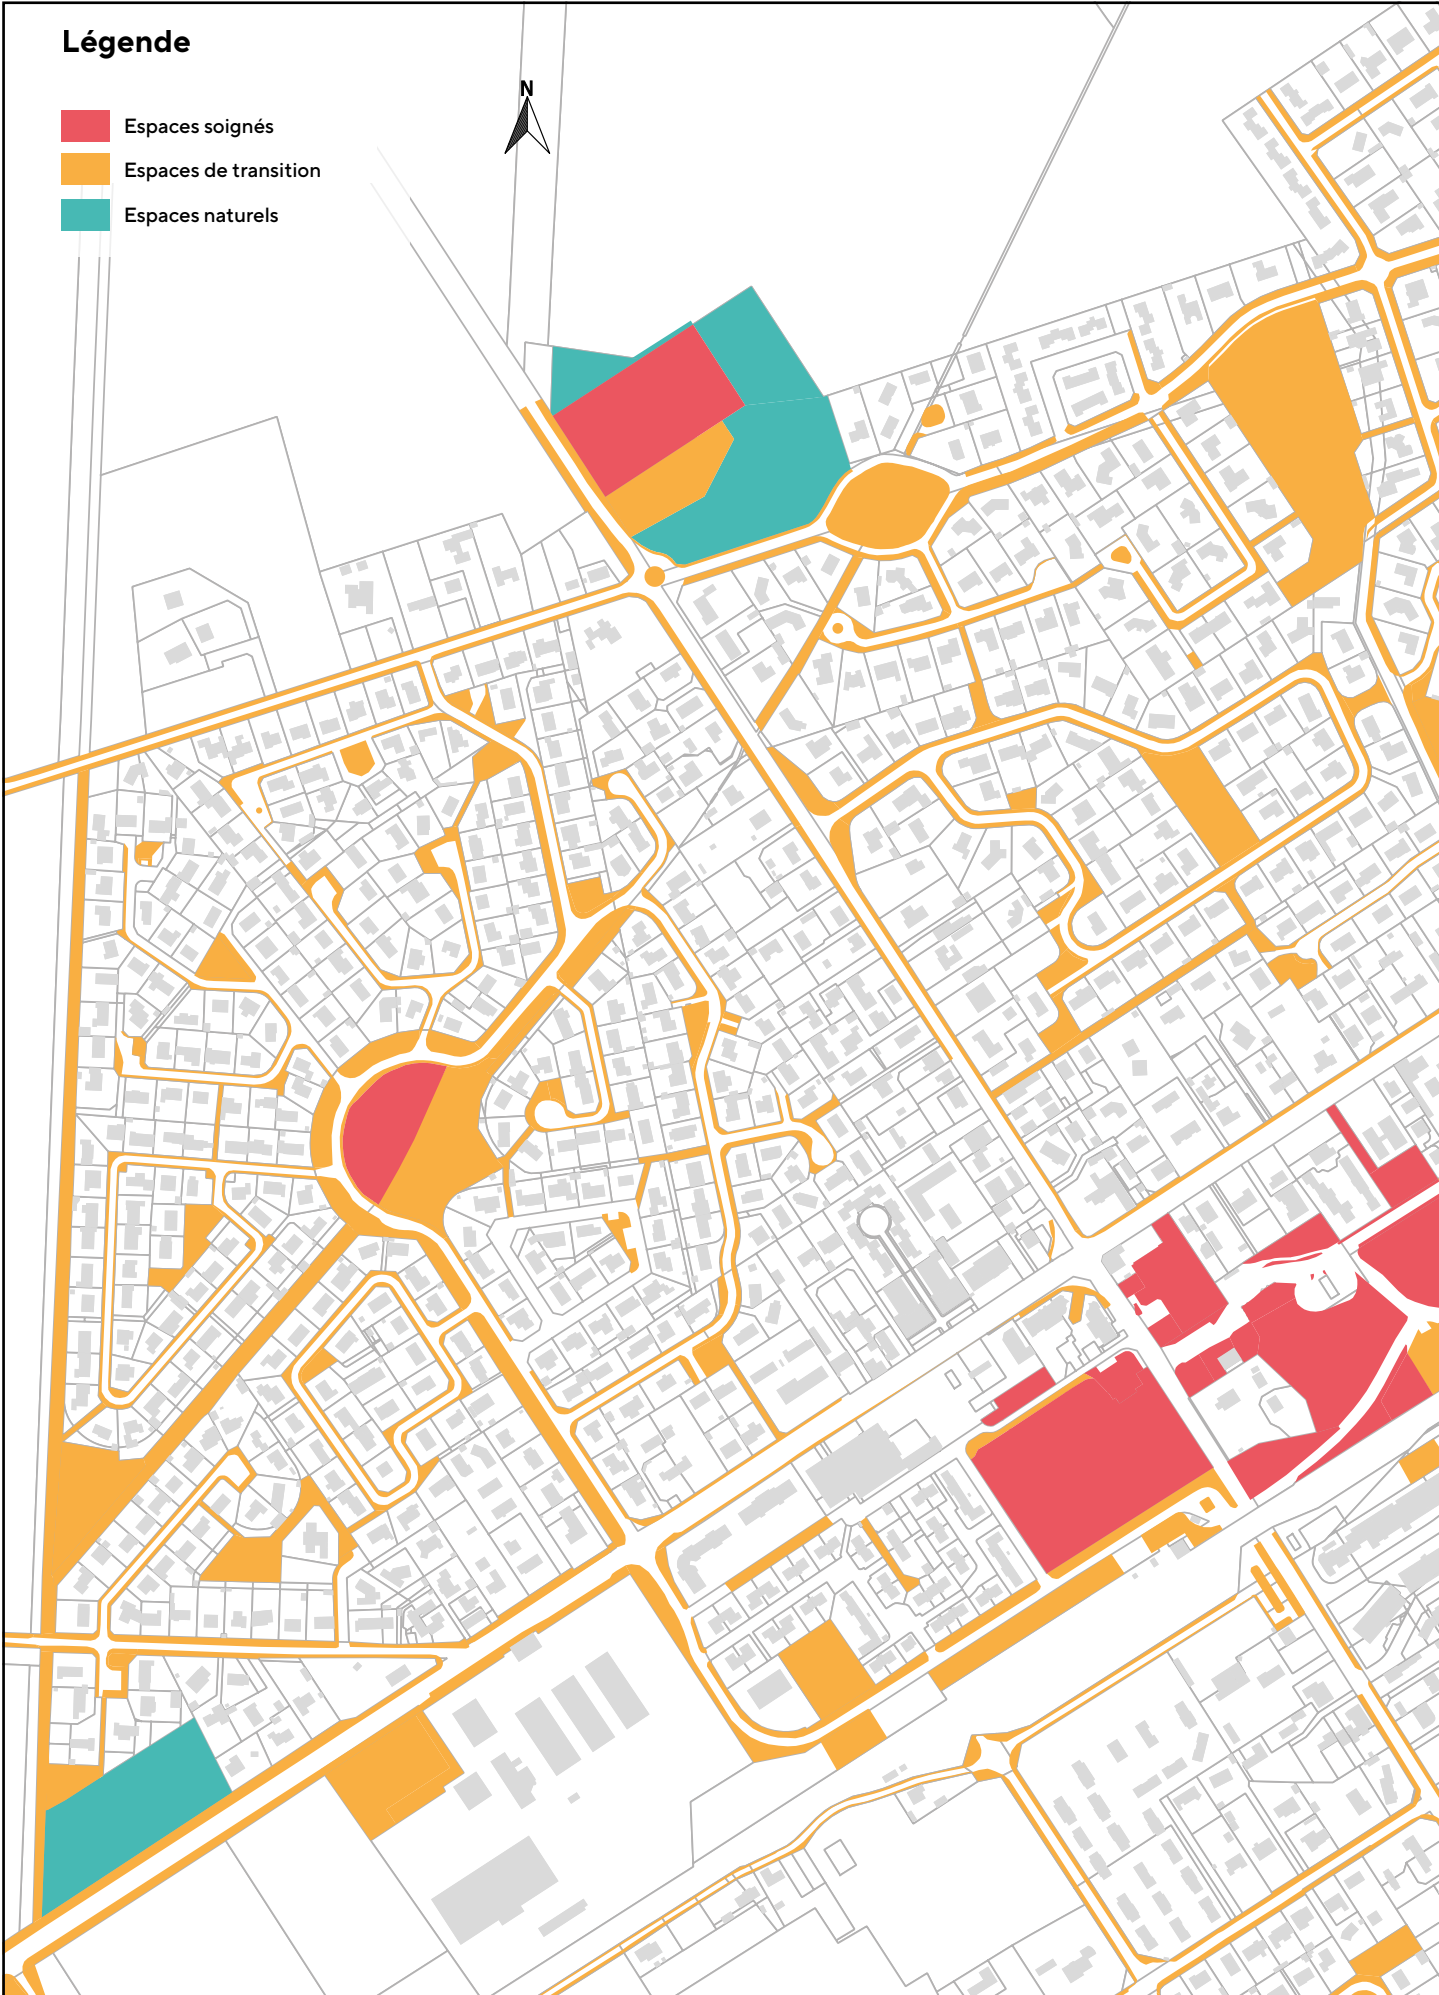 Légende
N
Espaces soignés
Espaces de transition
Espaces naturels